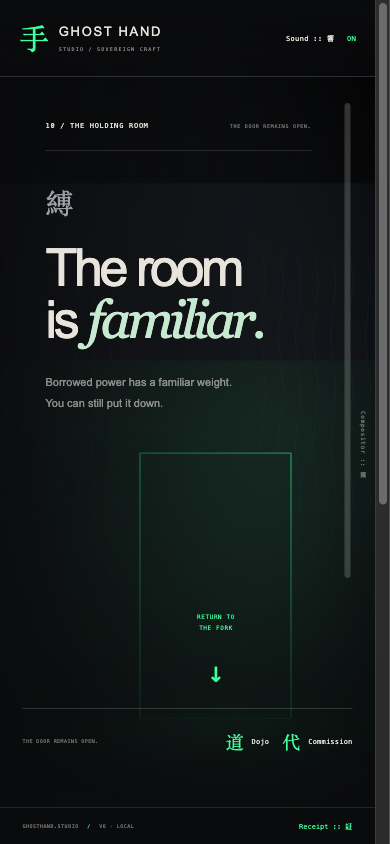 手 GHOST HAND
STUDIO / SOVEREIGN CRAFT
Sound :: 響 ON
10 / THE HOLDING ROOM
THE DOOR REMAINS OPEN.
縛
The room
is familiar.
Borrowed power has a familiar weight.
You can still put it down.
Compositor ::
RETURN TO
THE FORK
↓
THE DOOR REMAINS OPEN.
道 Dojo 代 Commission
GHOSTHAND.STUDIO / V6 · LOCAL
Receipt :: 証